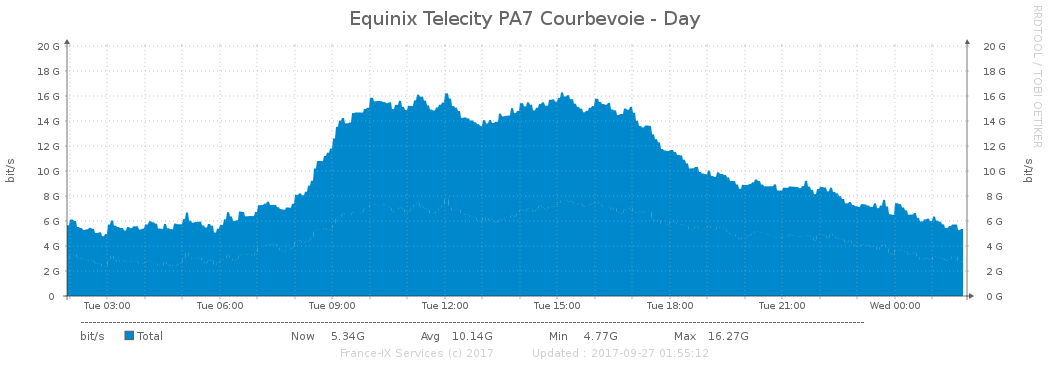 Equinix Telecity PA7 Courbevoie - Day
RRDTOOL / TOBI OETIKER
20 G 20 G
18 G 18 G
16 G 16 G
14 G 14 G
12 G 12 G
10 G 10 G
8 G 8 G
6 G 6 G
4 G 4 G
2 G 2 G
0 0 G
bit/s
bit/s
Tue 03:00 Tue 06:00 Tue 09:00 Tue 12:00 Tue 15:00 Tue 18:00 Tue 21:00 Wed 00:00
bit/s Total Now 5.34G Avg 10.14G Min 4.77G Max 16.27G
France-IX Services (c) 2017 Updated : 2017-09-27 01:55:12